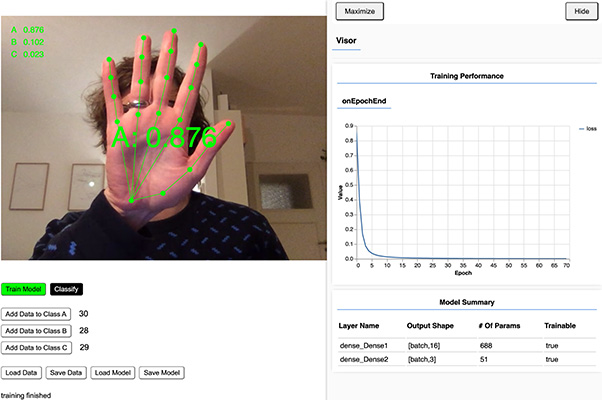 A 0.876
B 0.102
C 0.023
A: 0.876
Train Model Classify
Add Data to Class A 30
Add Data to Class B 28
Add Data to Class C 29
Load Data Save Data Load Model Save Model
training finished
Maximize Hide
Visor
Training Performance
onEpochEnd
loss
0.9
0.8
0.7
0.6
0.5
0.4
0.3
0.2
0.1
0.0
Value
0 5 10 15 20 25 30 35 40 45 50 55 60 65 70
Epoch
Model Summary
Layer Name Output Shape # Of Params Trainable
dense_Dense1 [batch,16] 688 true
dense_Dense2 [batch,3] 51 true